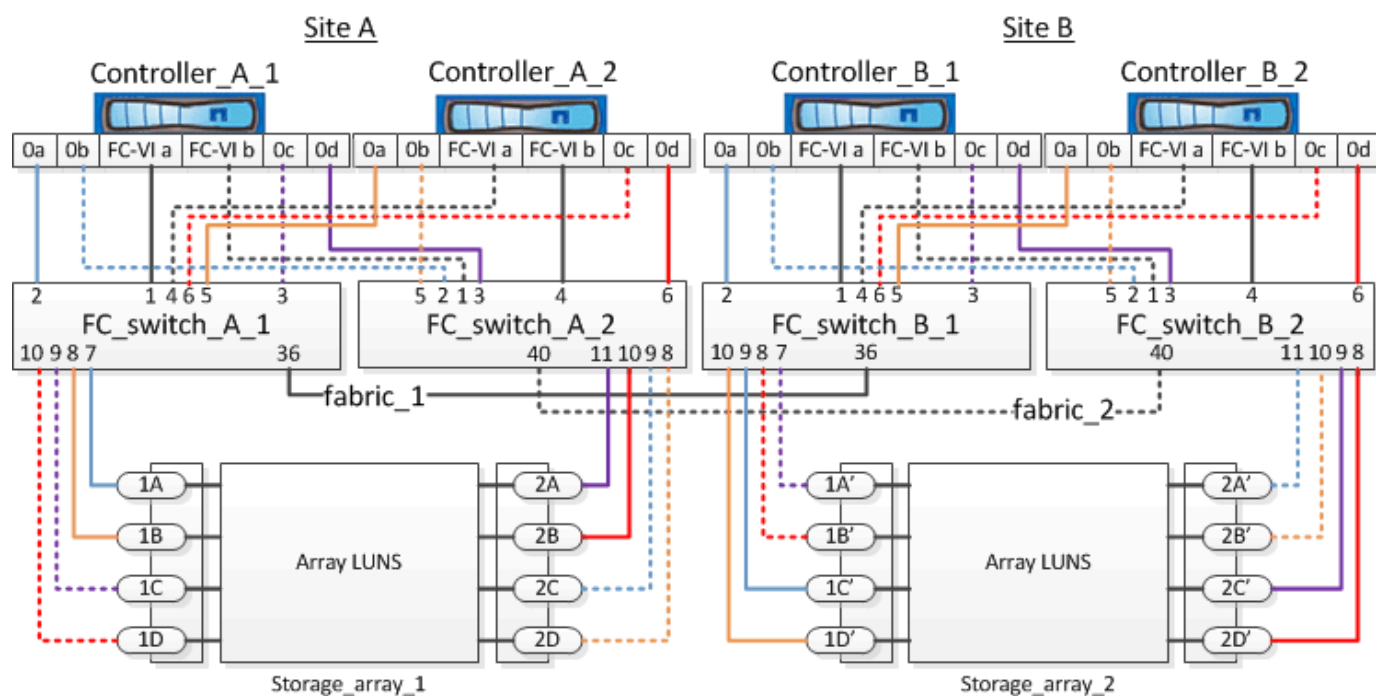 Site A Site B
Controller_A_1 Controller_A_2 Controller_B_1 Controller_B_2
0a 0b FC-VI a FC-VI b 0c 0d 0a 0b FC-VI a FC-VI b 0c 0d 0a 0b FC-VI a FC-VI b 0c 0d 0a 0b FC-VI a FC-VI b 0c 0d
2 1 4 6 5 3 5 2 1 3 4 6 2 1 4 6 5 3 5 2 1 3 4 6
FC_switch_A_1 FC_switch_A_2 FC_switch_B_1 FC_switch_B_2
10 9 8 7 36 40 11 10 9 8 10 9 8 7 36 40 11 10 9 8
fabric_1 fabric_2
1A 2A 1A’ 2A’
1B 2B 1B’ 2B’
Array LUNS Array LUNS
1C 2C 1C’ 2C’
1D 2D 1D’ 2D’
Storage_array_1 Storage_array_2